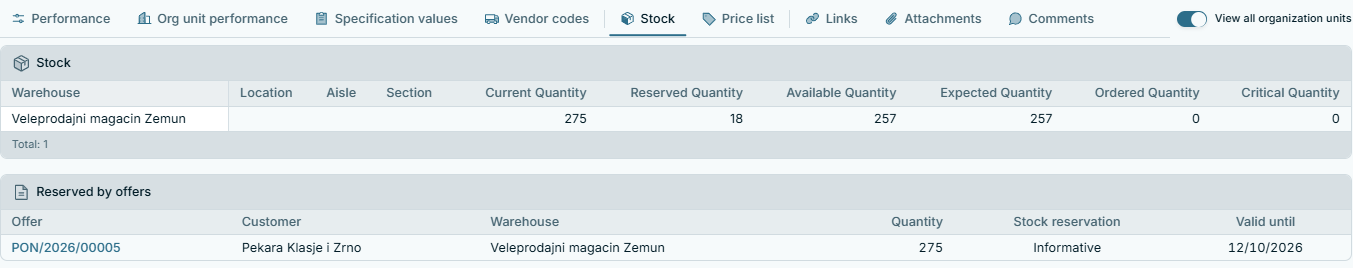 Performance Org unit performance Specification values Vendor codes Stock Price list Links Attachments Comments View all organization units
Stock
Warehouse Location Aisle Section Current Quantity Reserved Quantity Available Quantity Expected Quantity Ordered Quantity Critical Quantity
Veleprodajni magacin Zemun 275 18 257 257 0 0
Total: 1
Reserved by offers
Offer Customer Warehouse Quantity Stock reservation Valid until
PON/2026/00005 Pekara Klasje i Zrno Veleprodajni magacin Zemun 275 Informative 12/10/2026